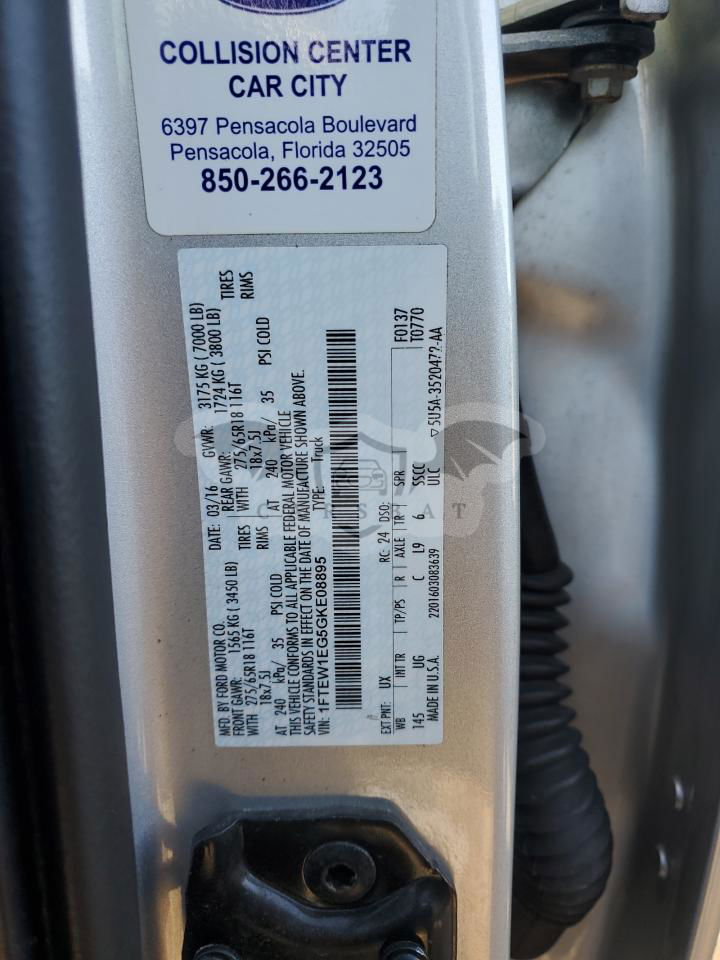 COLLISION CENTER
CAR CITY
6397 Pensacola Boulevard
Pensacola, Florida 32505
850-266-2123
MFD. BY FORD MOTOR CO.
DATE: 03/16 GVWR: 3175 KG ( 7000 LB)
FRONT GAWR: 1565 KG ( 3450 LB) REAR GAWR: 1724 KG ( 3800 LB)
WITH 275/65R18 116T TIRES WITH 275/65R18 116T TIRES
18x7.5J RIMS 18x7.5J RIMS
AT 240 kPa/ 35 PSI COLD AT 240 kPa/ 35 PSI COLD
THIS VEHICLE CONFORMS TO ALL APPLICABLE FEDERAL MOTOR VEHICLE
SAFETY STANDARDS IN EFFECT ON THE DATE OF MANUFACTURE SHOWN ABOVE.
VIN: 1FTEW1EG5GKE08895 TYPE: Truck
EXT PNT: UX RC: 24 DSO: F0137
WB INT TR TP/PS R AXLE TR SPR T0770
145 UG C L9 6 55CC
MADE IN U.S.A. 2201603083639 ULC ▽5U5A-3520472-AA